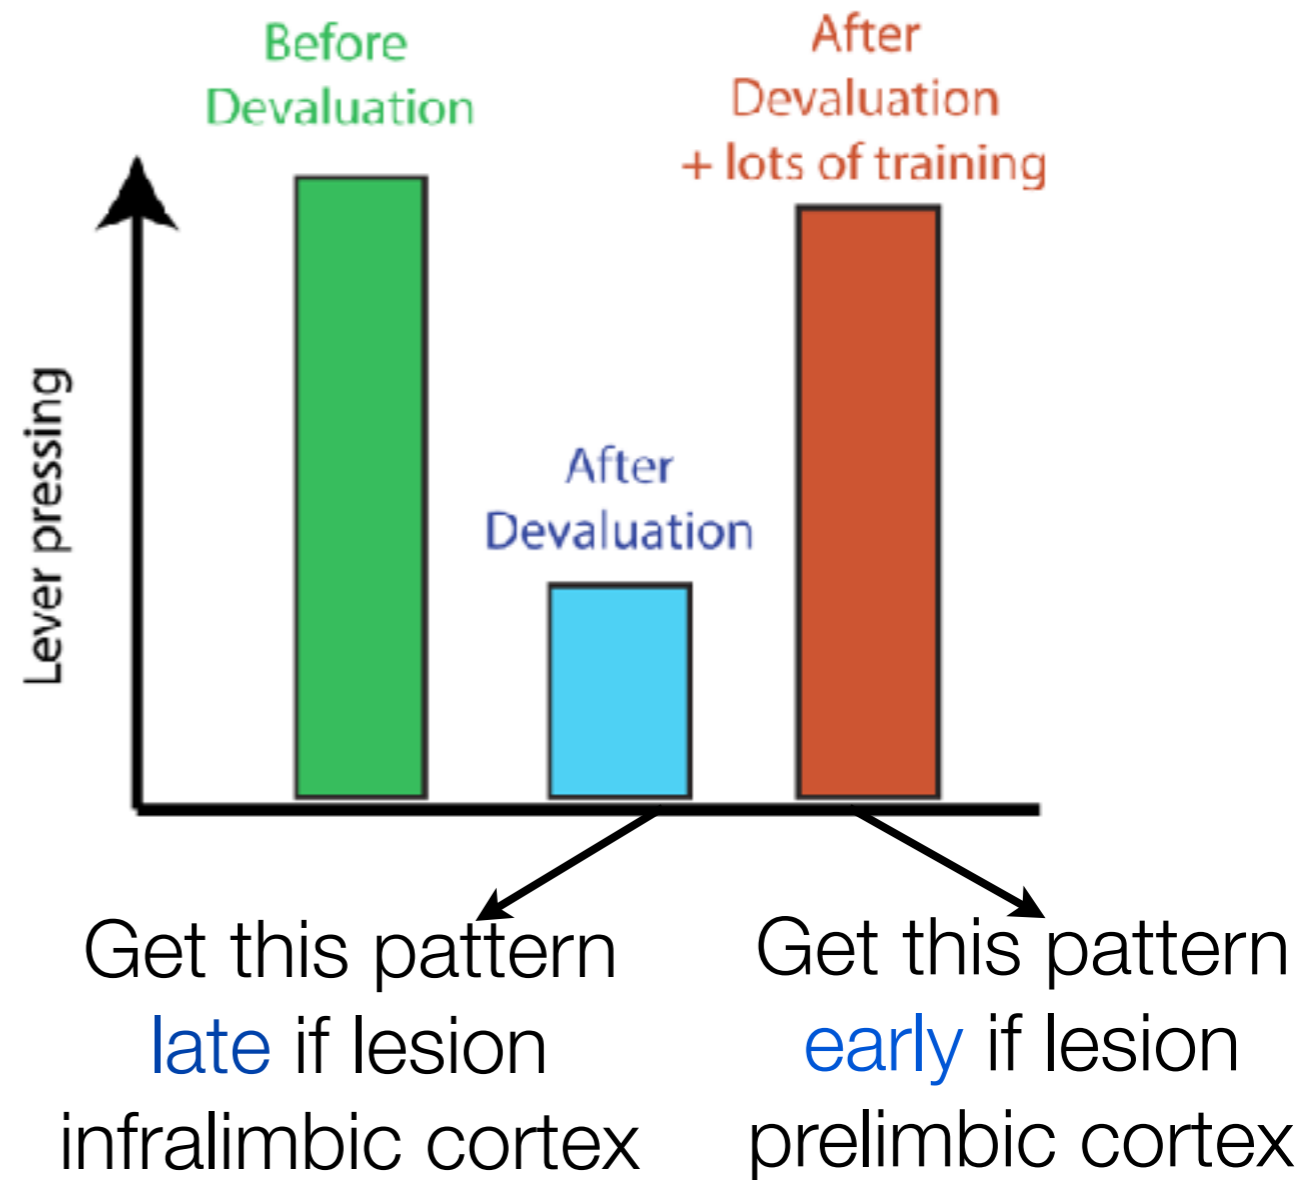 Before
Devaluation
After
Devaluation
+ lots of training
Lever pressing
After
Devaluation
Get this pattern
late if lesion
infralimbic cortex
Get this pattern
early if lesion
prelimbic cortex